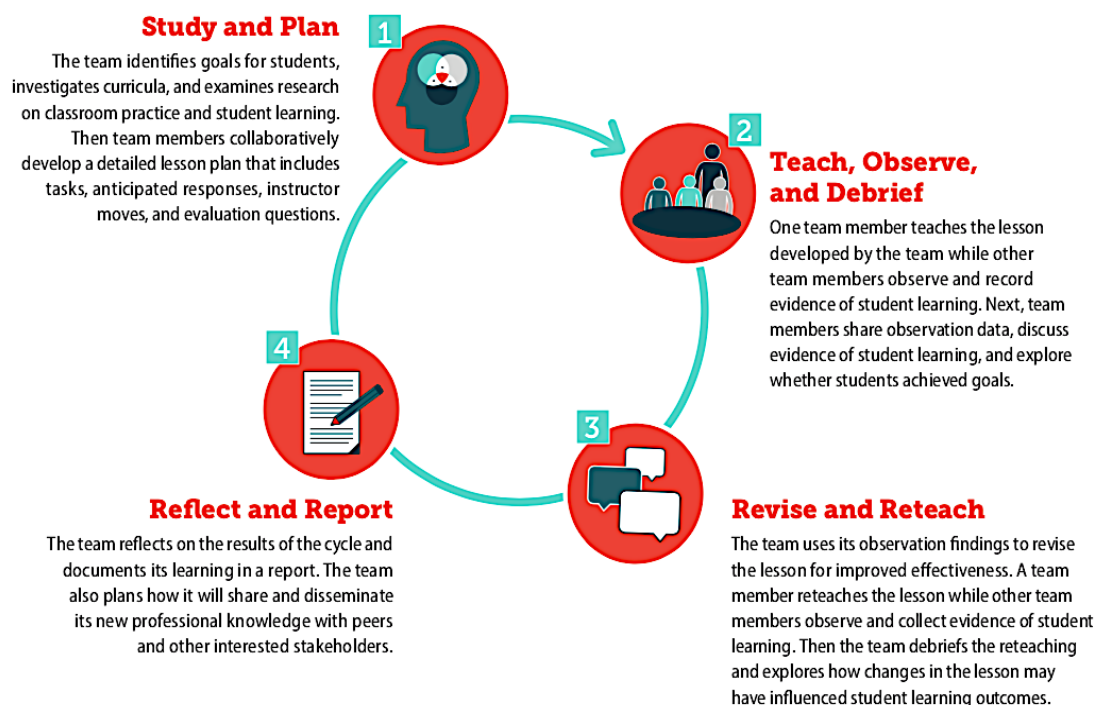 1
Study and Plan
The team identifies goals for students,
investigates curricula, and examines research
on classroom practice and student learning.
Then team members collaboratively
develop a detailed lesson plan that includes
tasks, anticipated responses, instructor
moves, and evaluation questions.
2
Teach, Observe,
and Debrief
One team member teaches the lesson
developed by the team while other
team members observe and record
evidence of student learning. Next, team
members share observation data, discuss
evidence of student learning, and explore
whether students achieved goals.
3
Revise and Reteach
The team uses its observation findings to revise
the lesson for improved effectiveness. A team
member reteaches the lesson while other team
members observe and collect evidence of student
learning. Then the team debriefs the reteaching
and explores how changes in the lesson may
have influenced student learning outcomes.
4
Reflect and Report
The team reflects on the results of the cycle and
documents its learning in a report. The team
also plans how it will share and disseminate
its new professional knowledge with peers
and other interested stakeholders.